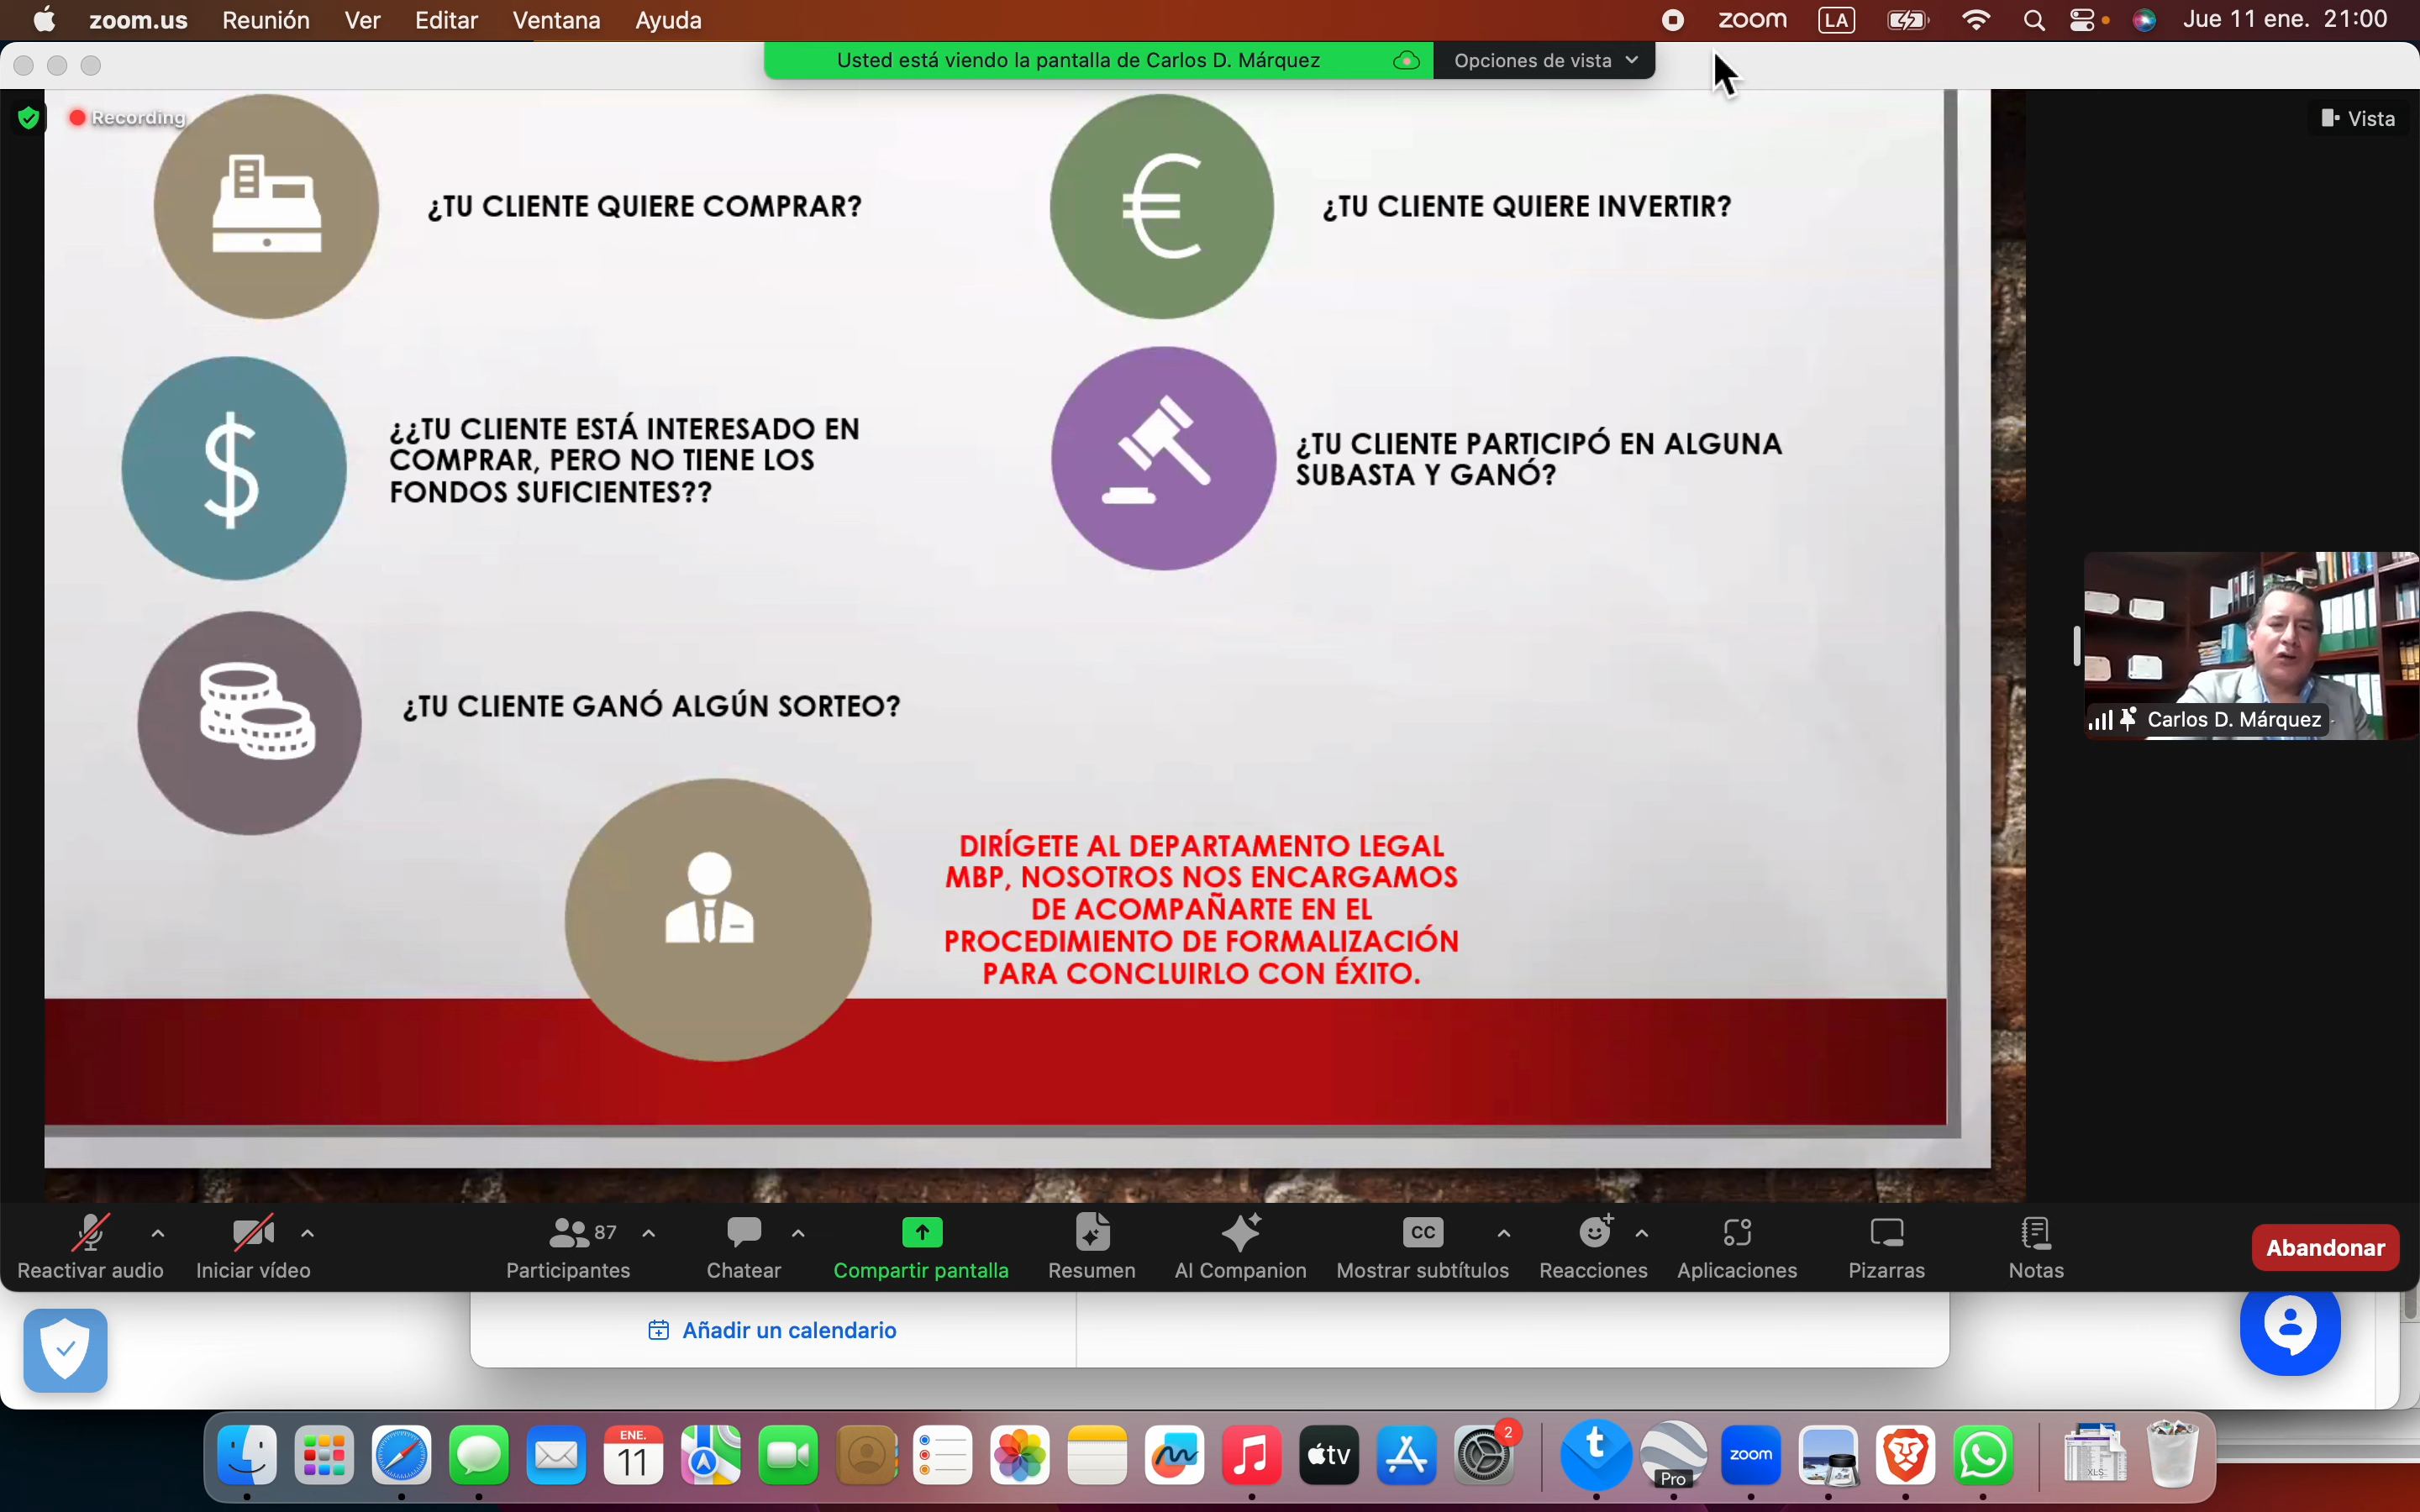 zoom.us Reunión Ver Editar Ventana Ayuda
zoom LA Jue 11 ene. 21:00
Usted está viendo la pantalla de Carlos D. Márquez
Opciones de vista
Recording
Vista
¿TU CLIENTE QUIERE COMPRAR?
¿TU CLIENTE QUIERE INVERTIR?
¿¿TU CLIENTE ESTÁ INTERESADO EN
COMPRAR, PERO NO TIENE LOS
FONDOS SUFICIENTES??
¿TU CLIENTE PARTICIPÓ EN ALGUNA
SUBASTA Y GANÓ?
¿TU CLIENTE GANÓ ALGÚN SORTEO?
DIRÍGETE AL DEPARTAMENTO LEGAL
MBP, NOSOTROS NOS ENCARGAMOS
DE ACOMPAÑARTE EN EL
PROCEDIMIENTO DE FORMALIZACIÓN
PARA CONCLUIRLO CON ÉXITO.
Carlos D. Márquez
87
CC
Reactivar audio
Iniciar vídeo
Participantes
Chatear
Compartir pantalla
Resumen
AI Companion
Mostrar subtítulos
Reacciones
Aplicaciones
Pizarras
Notas
Abandonar
Añadir un calendario
ENE.
11
tv
2
t
Pro
zoom
XLS